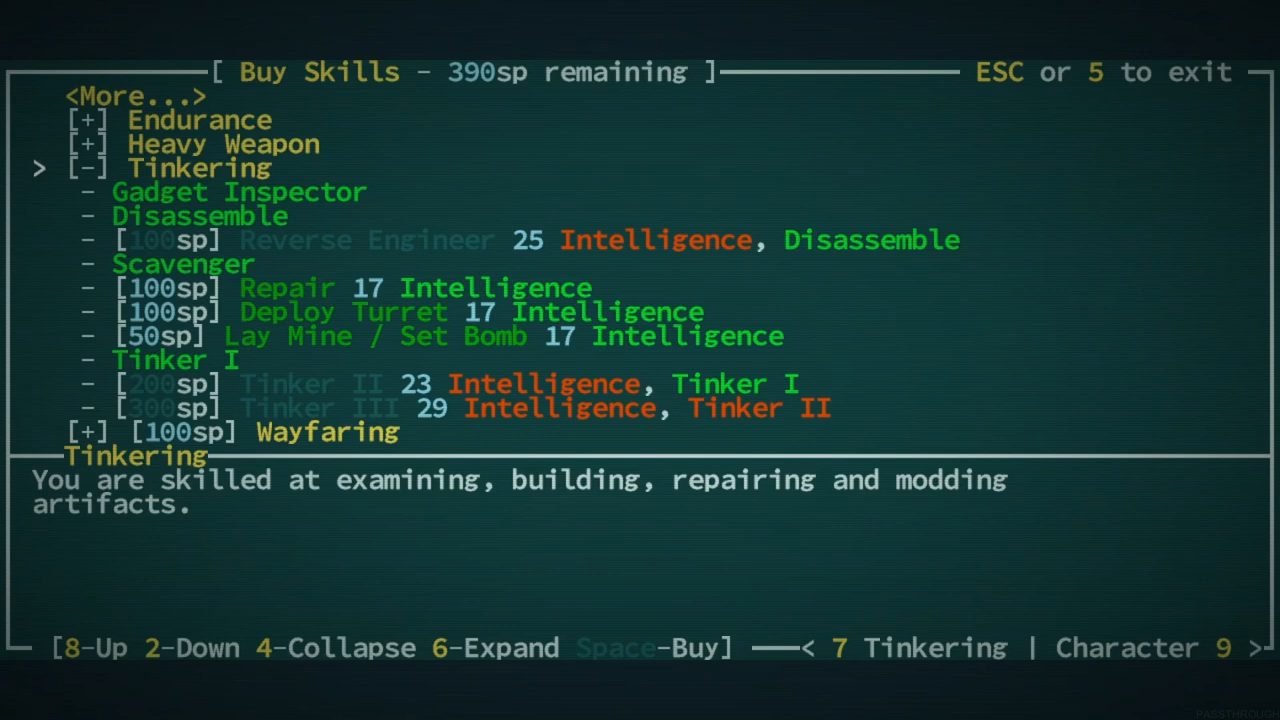 [ Buy Skills - 390sp remaining ] ESC or 5 to exit
<More...>
[+] Endurance
[+] Heavy Weapon
> [-] Tinkering
- Gadget Inspector
- Disassemble
- [100sp] Reverse Engineer 25 Intelligence, Disassemble
- Scavenger
- [100sp] Repair 17 Intelligence
- [100sp] Deploy Turret 17 Intelligence
- [50sp] Lay Mine / Set Bomb 17 Intelligence
- Tinker I
- [200sp] Tinker II 23 Intelligence, Tinker I
- [300sp] Tinker III 29 Intelligence, Tinker II
[+] [100sp] Wayfaring
Tinkering
You are skilled at examining, building, repairing and modding
artifacts.
[8-Up 2-Down 4-Collapse 6-Expand Space-Buy] < 7 Tinkering | Character 9 >